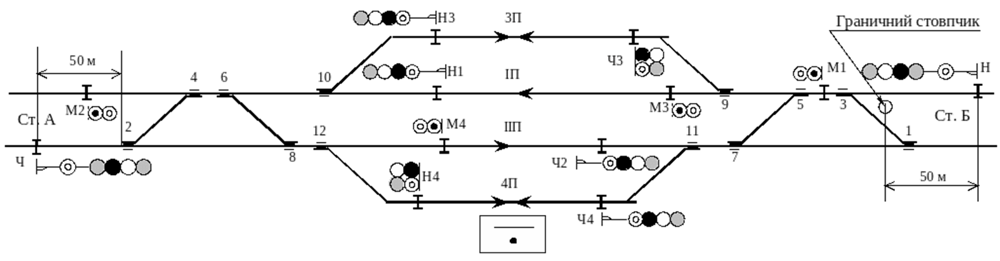 Н3
3П
Граничний стовпчик
50 м
Ч3
Н1
1П
М1
Н
4
6
10
М2
М3
9
5
3
Ст. А
Ст. Б
2
М4
ІІП
12
11
1
Ч
8
Ч2
7
Н4
4П
50 м
Ч4